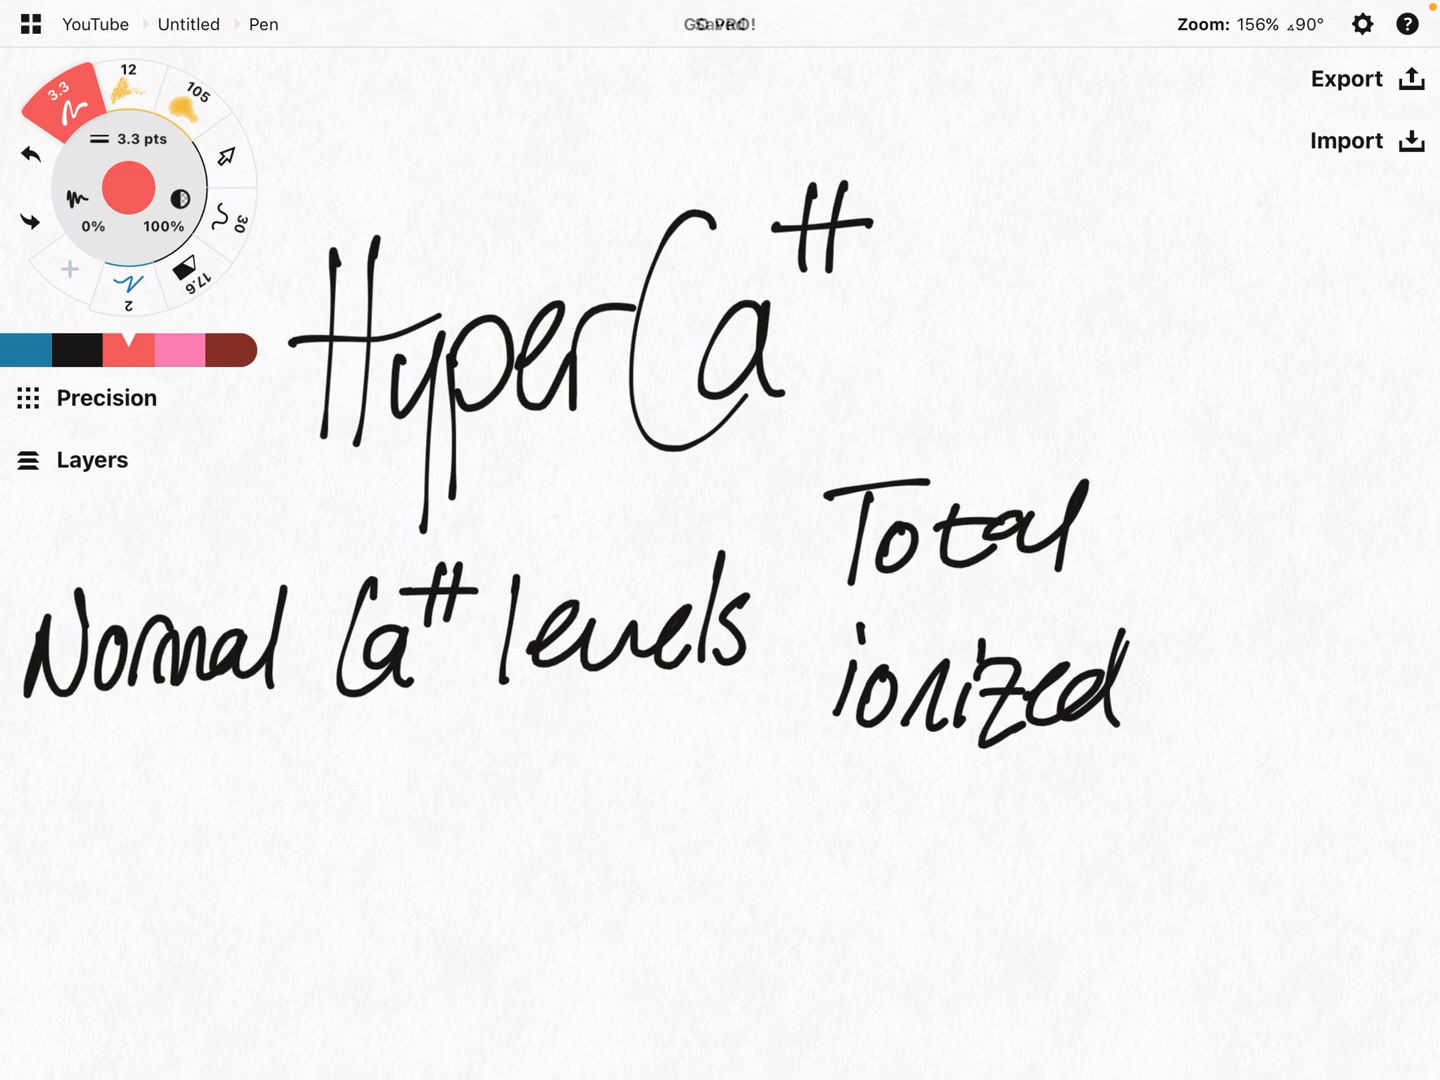 YouTube Untitled Pen
Zoom: 156% ⊿90°
Export
Import
12
105
3.3
3.3 pts
30
0% 100%
17.6
2
Precision
Layers
HyperCa++
Total
Normal Ca++ levels
ionized